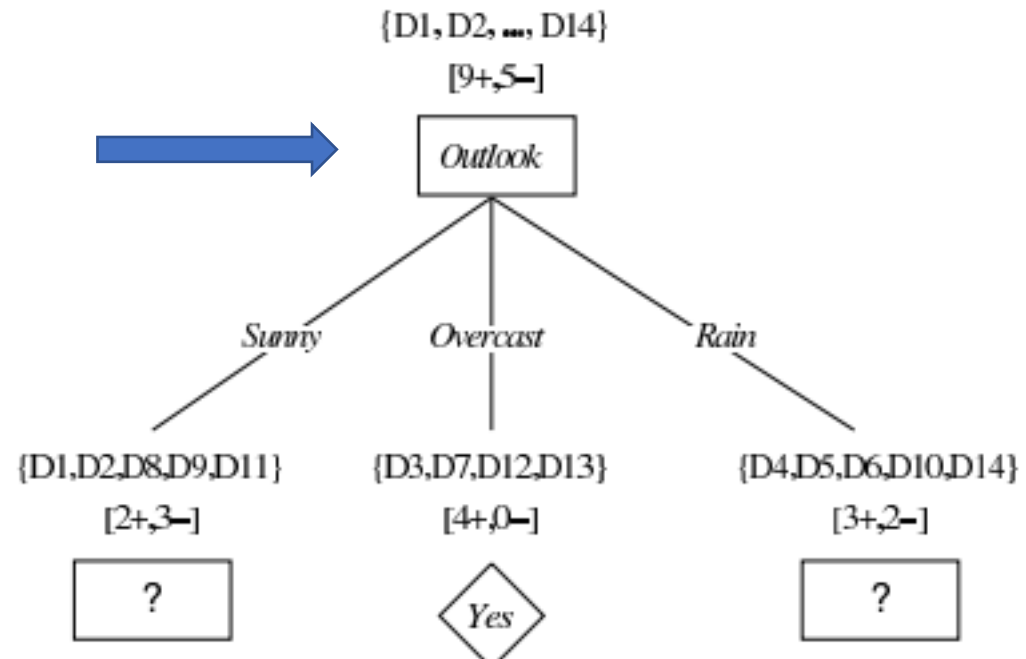 {D1, D2, ..., D14}
[9+,5−]
Outlook
Sunny Overcast Rain
{D1,D2,D8,D9,D11} {D3,D7,D12,D13} {D4,D5,D6,D10,D14}
[2+,3−] [4+,0−] [3+,2−]
? Yes ?